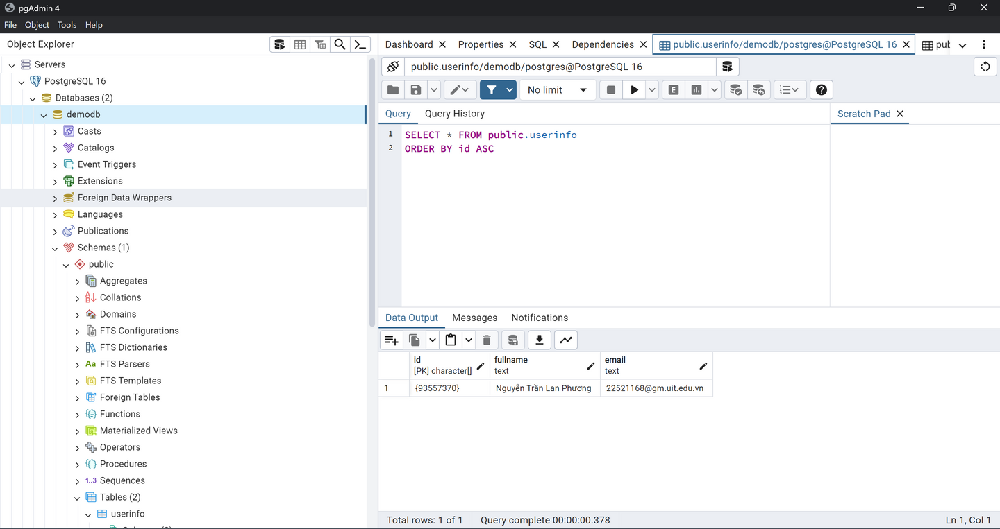 pgAdmin 4
File Object Tools Help
Object Explorer
Servers
PostgreSQL 16
Databases (2)
demodb
Casts
Catalogs
Event Triggers
Extensions
Foreign Data Wrappers
Languages
Publications
Schemas (1)
public
Aggregates
Collations
Domains
FTS Configurations
FTS Dictionaries
Aa FTS Parsers
FTS Templates
Foreign Tables
Functions
Materialized Views
Operators
Procedures
1..3 Sequences
Tables (2)
userinfo
Dashboard Properties SQL Dependencies public.userinfo/demodb/postgres@PostgreSQL 16 pub
public.userinfo/demodb/postgres@PostgreSQL 16
No limit E
Query Query History Scratch Pad
1 SELECT * FROM public.userinfo
2 ORDER BY id ASC
Data Output Messages Notifications
id fullname email
[PK] character[] text text
1 {93557370} Nguyễn Trần Lan Phương 22521168@gm.uit.edu.vn
Total rows: 1 of 1 Query complete 00:00:00.378 Ln 1, Col 1